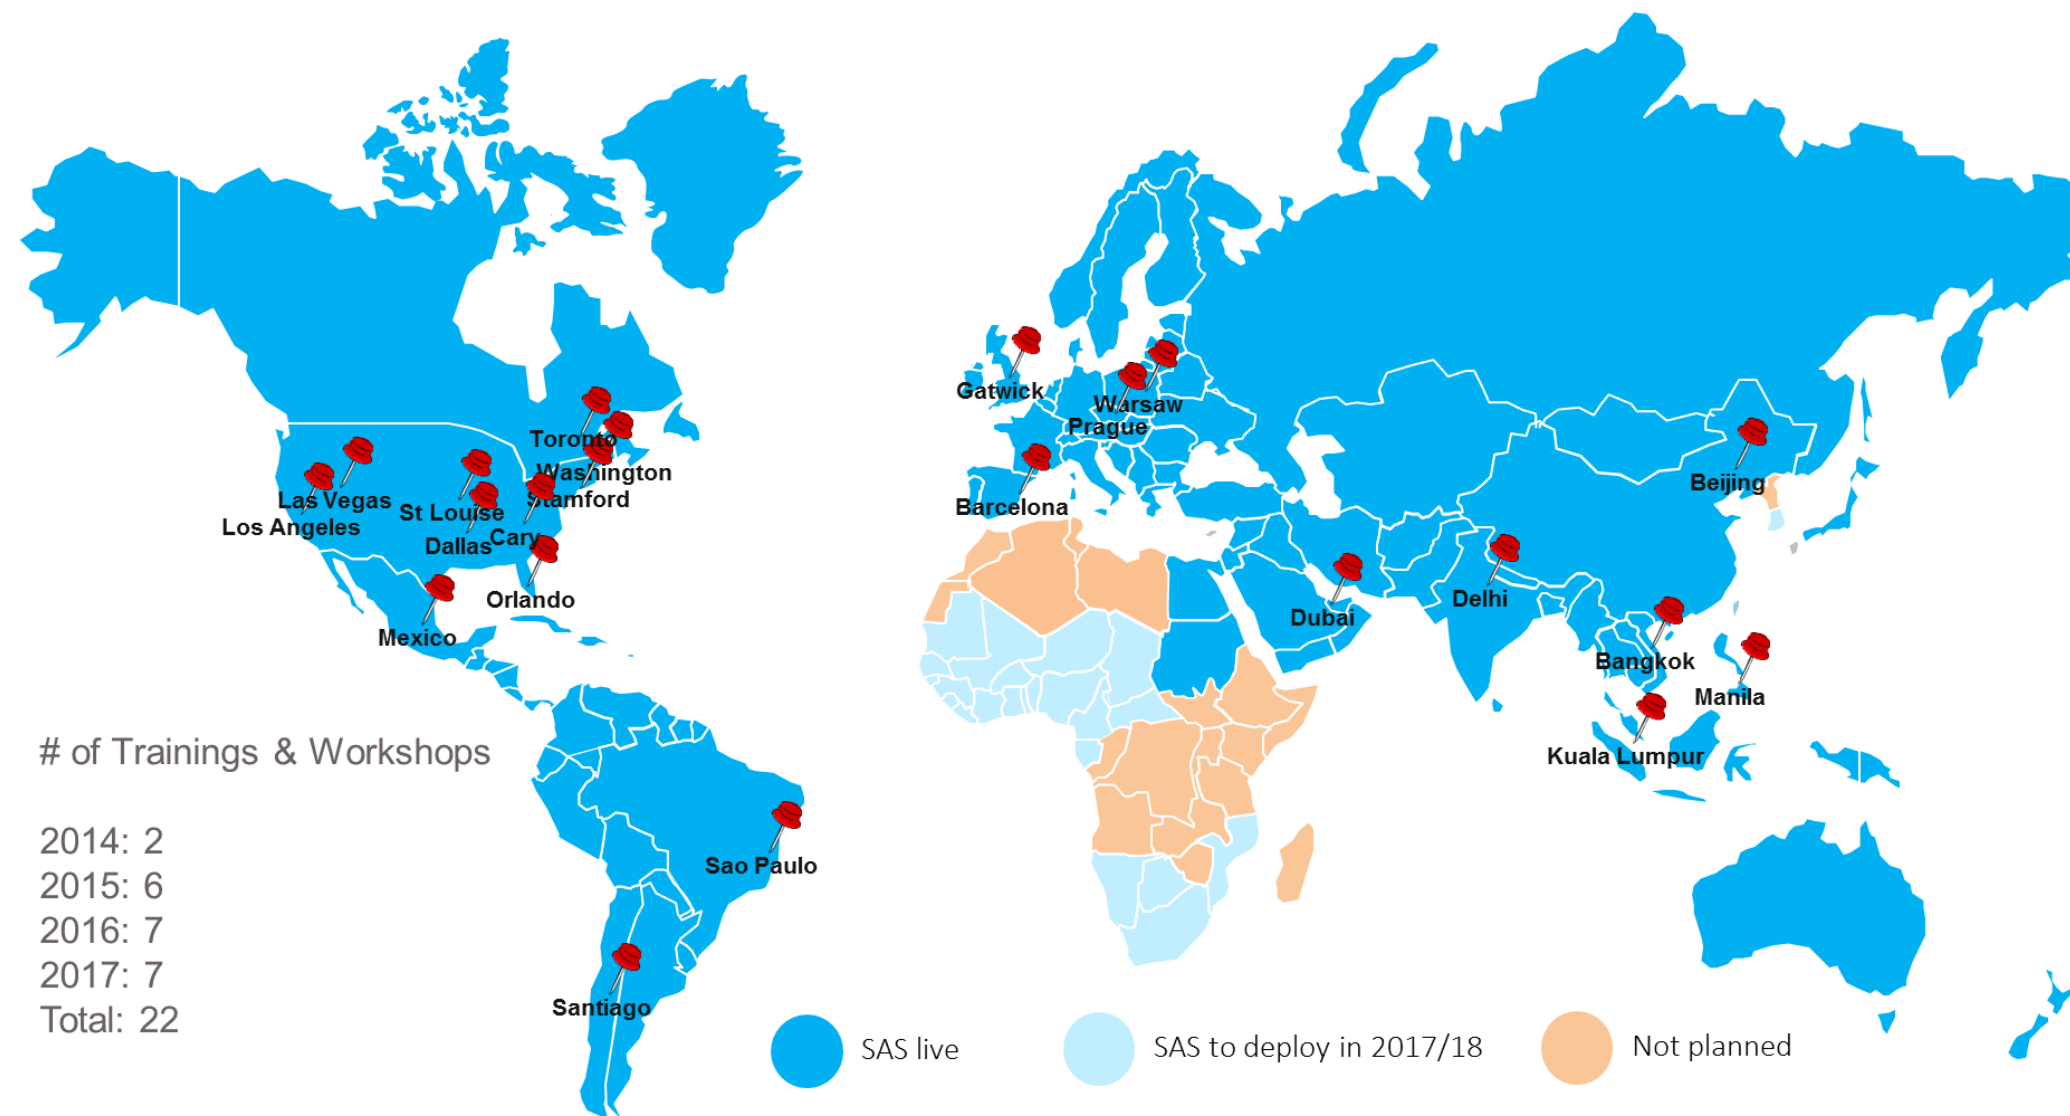 Gatwick
Warsaw
Prague
Toronto
Washington
Las Vegas
Stamford
St Louise
Los Angeles
Cary
Dallas
Barcelona
Beijing
Orlando
Delhi
Dubai
Mexico
Bangkok
Manila
Kuala Lumpur
# of Trainings & Workshops
2014: 2
2015: 6
2016: 7
2017: 7
Total: 22
Sao Paulo
Santiago
SAS live
SAS to deploy in 2017/18
Not planned